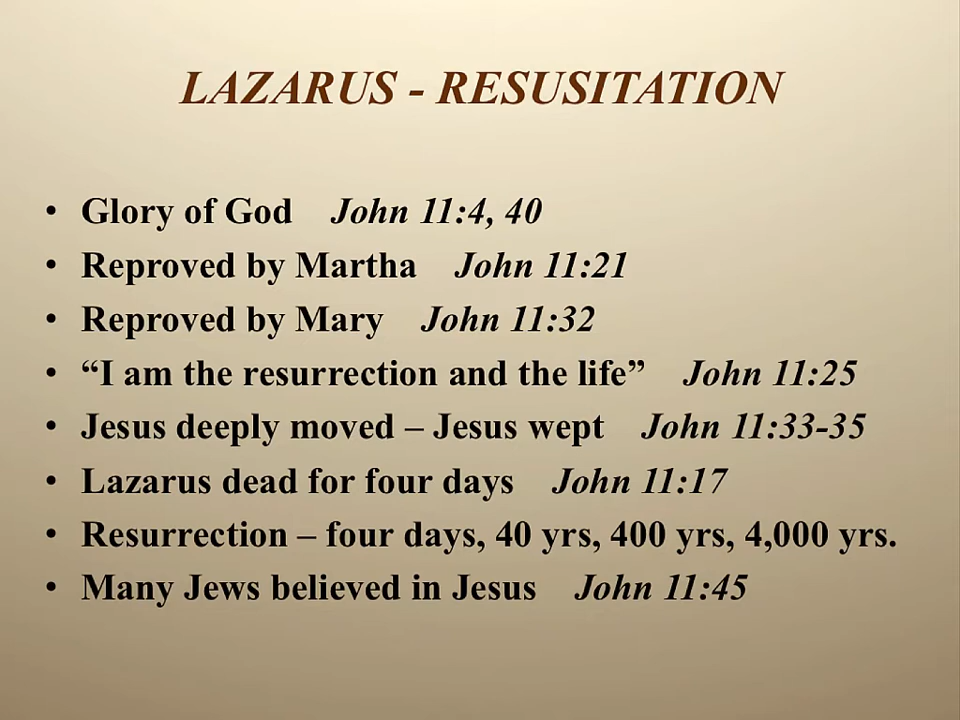 LAZARUS - RESUSITATION
• Glory of God John 11:4, 40
• Reproved by Martha John 11:21
• Reproved by Mary John 11:32
• “I am the resurrection and the life” John 11:25
• Jesus deeply moved – Jesus wept John 11:33-35
• Lazarus dead for four days John 11:17
• Resurrection – four days, 40 yrs, 400 yrs, 4,000 yrs.
• Many Jews believed in Jesus John 11:45